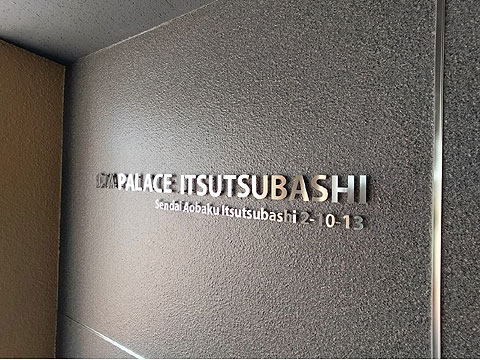 PALACE ITSUTSUBASHI
Sendai Aobaku Itsutsubashi 2-10-13